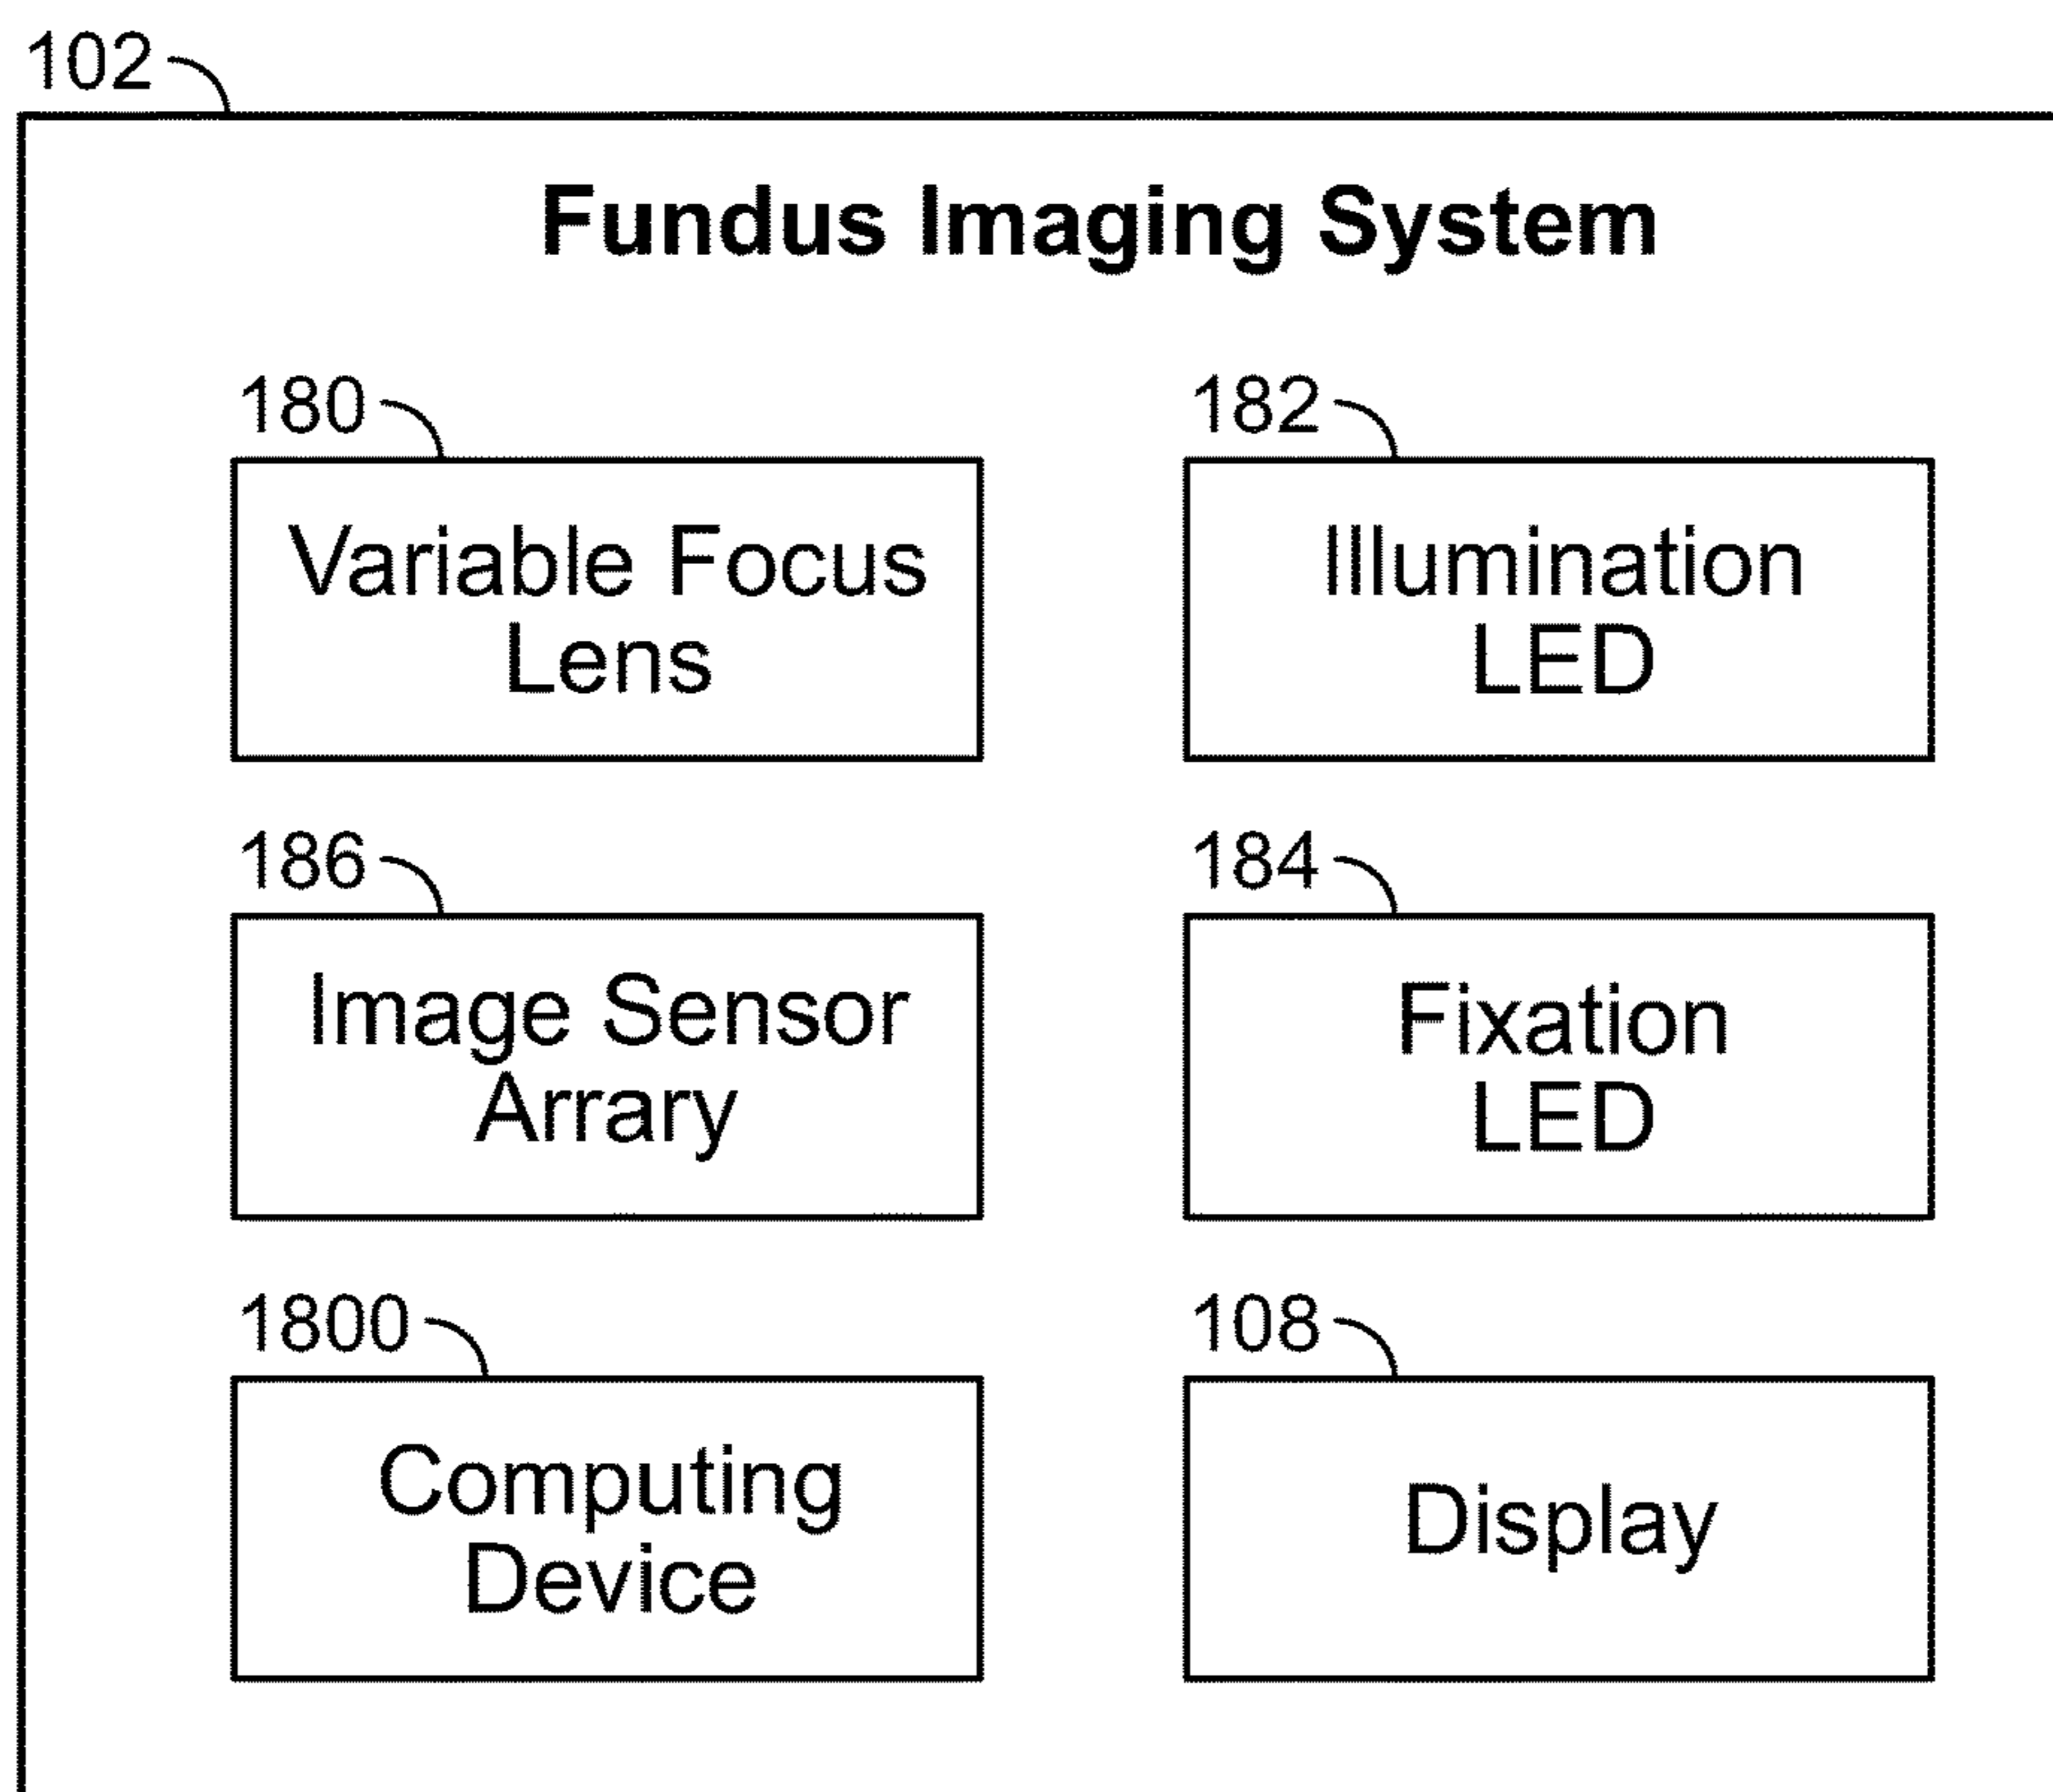 102
Fundus Imaging System
180
Variable Focus
Lens
182
Illumination
LED
186
Image Sensor
Arrary
184
Fixation
LED
1800
Computing
Device
108
Display